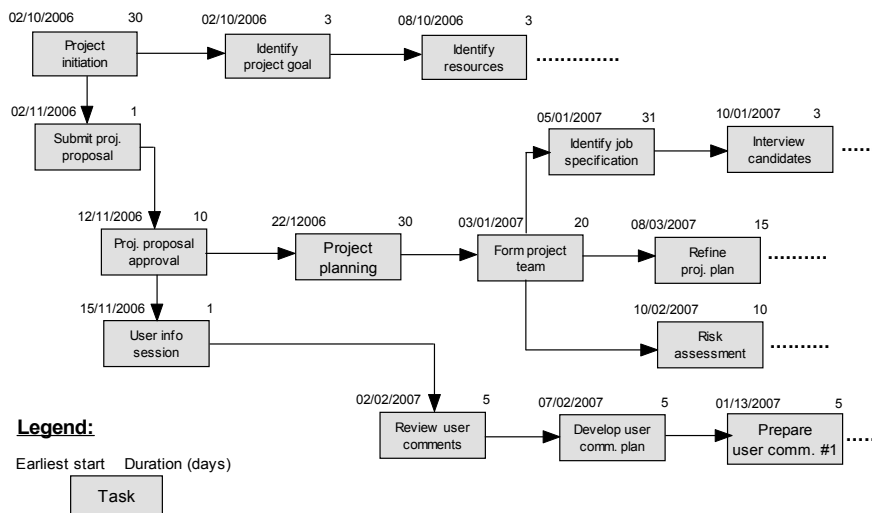 02/10/2006 30
Project
initiation
02/10/2006 3
Identify
project goal
08/10/2006 3
Identify
resources
02/11/2006 1
Submit proj.
proposal
05/01/2007 31
Identify job
specification
10/01/2007 3
Interview
candidates
12/11/2006 10
Proj. proposal
approval
22/12006 30
Project
planning
03/01/2007 20
Form project
team
08/03/2007 15
Refine
proj. plan
15/11/2006 1
User info
session
10/02/2007 10
Risk
assessment
02/02/2007 5
Review user
comments
07/02/2007 5
Develop user
comm. plan
01/13/2007 5
Prepare
user comm. #1
Legend:
Earliest start Duration (days)
Task